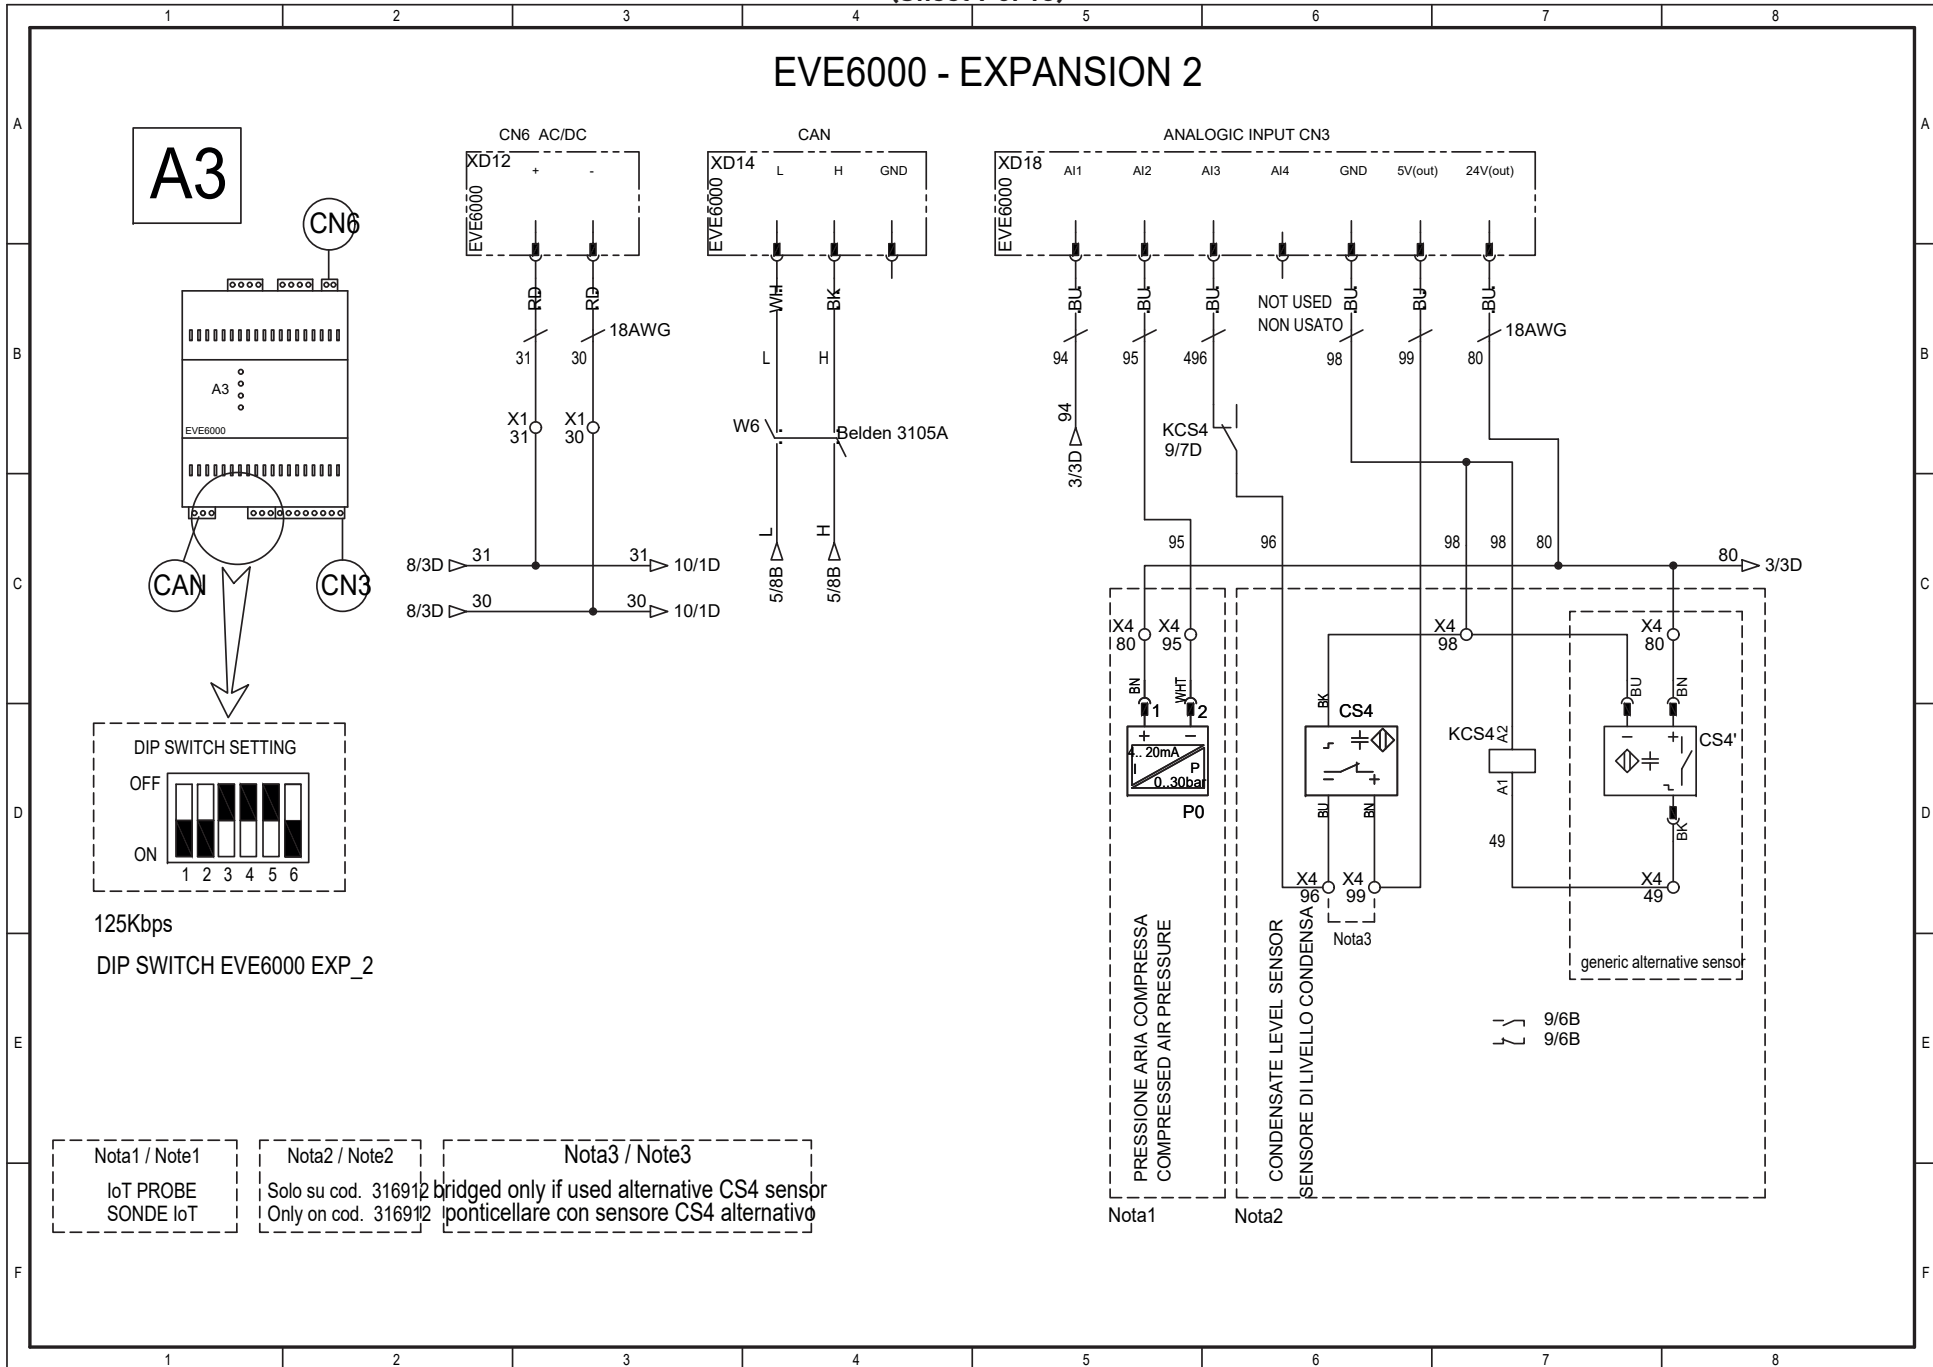 1 2 3 4 5 6 7 8
EVE6000 - EXPANSION 2
A A
A3
CN6
CN6 AC/DC
XD12
+ -
EVE6000
CAN
XD14
L H GND
EVE6000
ANALOGIC INPUT CN3
XD18
AI1 AI2 AI3 AI4 GND 5V(out) 24V(out)
EVE6000
RD RD
WH BK
BU BU BU BU BU BU
NOT USED
NON USATO
18AWG
18AWG
31 30
L H
94 95 496 98 99 80
B B
A3
EVE6000
X1
31
X1
30
W6
Belden 3105A
94
3/3D
KCS4
9/7D
CAN
CN3
8/3D 31 31 10/1D
8/3D 30 30 10/1D
L H
5/8B 5/8B
95 96 98 98 80
80 3/3D
C C
X4
80
X4
95
X4
98
X4
80
BN WHT
BK
BU BN
1 2
+ -
4.. 20mA
I P
0..30bar
P0
CS4
- +
BU BN
KCS4
A2
A1
49
- +
CS4'
BK
X4
96
X4
99
X4
49
Nota3
generic alternative sensor
DIP SWITCH SETTING
OFF
ON
1 2 3 4 5 6
D D
125Kbps
DIP SWITCH EVE6000 EXP_2
PRESSIONE ARIA COMPRESSA
COMPRESSED AIR PRESSURE
CONDENSATE LEVEL SENSOR
SENSORE DI LIVELLO CONDENSA
9/6B
9/6B
E E
Nota1 / Note1
IoT PROBE
SONDE IoT
Nota2 / Note2
Solo su cod. 316912
Only on cod. 316912
Nota3 / Note3
bridged only if used alternative CS4 sensor
ponticellare con sensore CS4 alternativo
Nota1
Nota2
F F
1 2 3 4 5 6 7 8